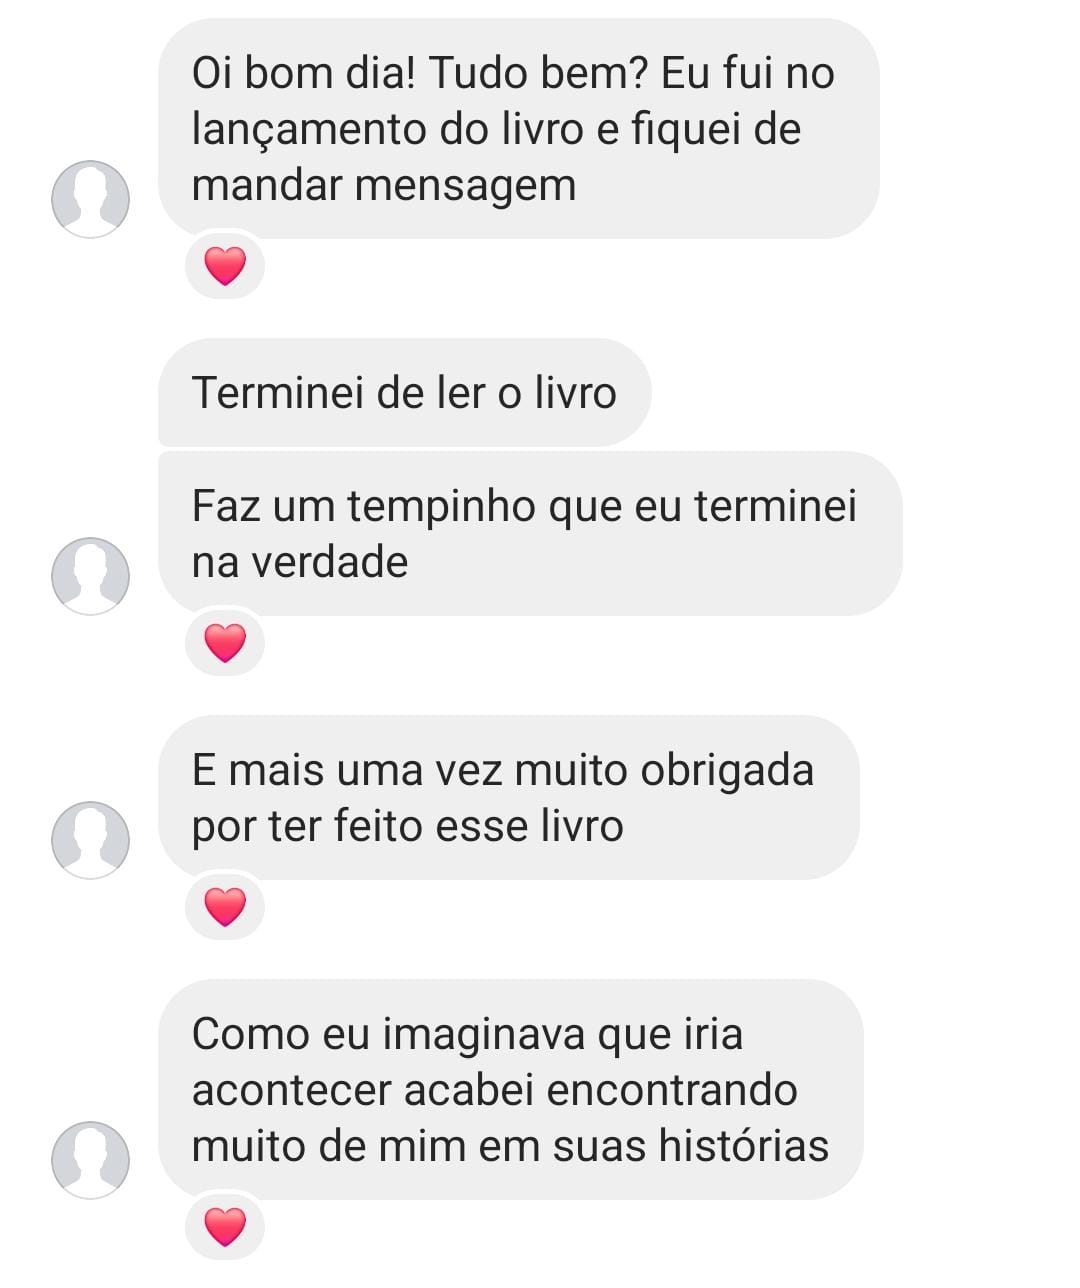 Oi bom dia! Tudo bem? Eu fui no
lançamento do livro e fiquei de
mandar mensagem
Terminei de ler o livro
Faz um tempinho que eu terminei
na verdade
E mais uma vez muito obrigada
por ter feito esse livro
Como eu imaginava que iria
acontecer acabei encontrando
muito de mim em suas histórias